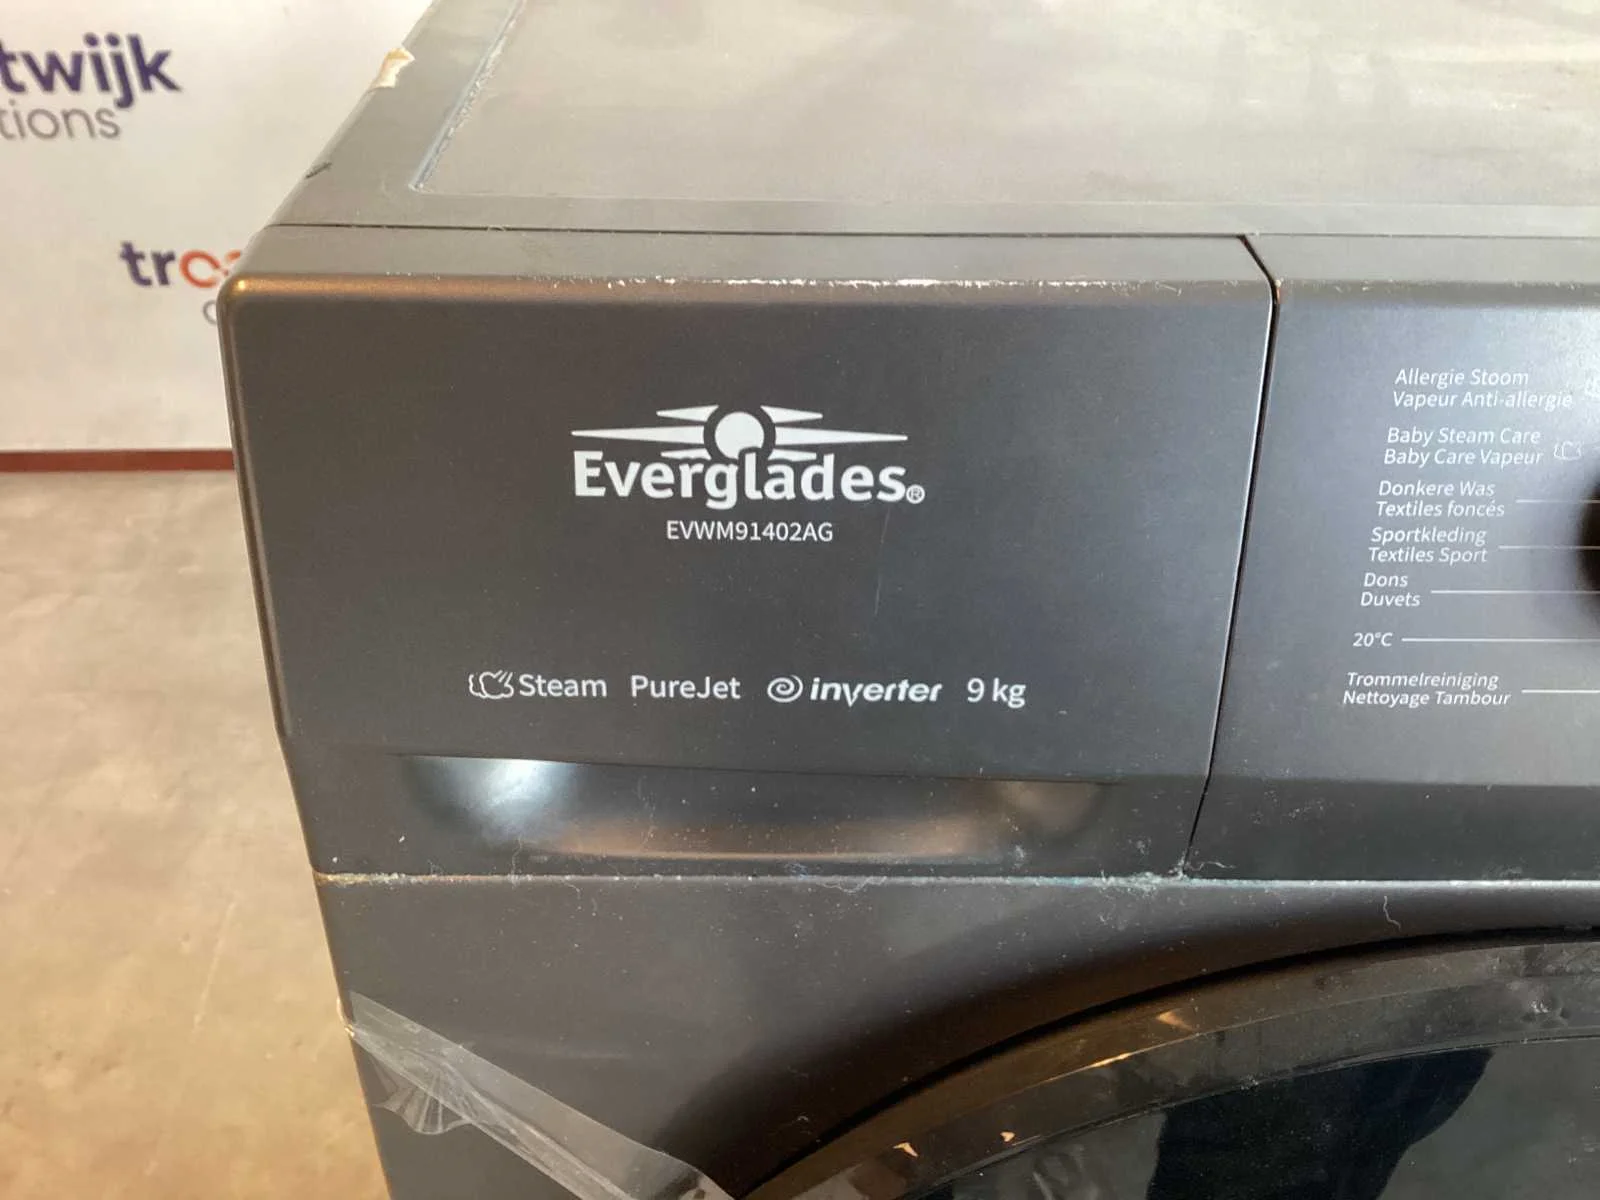 twijk
tions
Everglades®
EVWM91402AG
Steam PureJet inverter 9 kg
Allergie Stoom
Vapeur Anti-allergie
Baby Steam Care
Baby Care Vapeur
Donkere Was
Textiles foncés
Sportkleding
Textiles Sport
Dons
Duvets
20°C
Trommelreiniging
Nettoyage Tambour